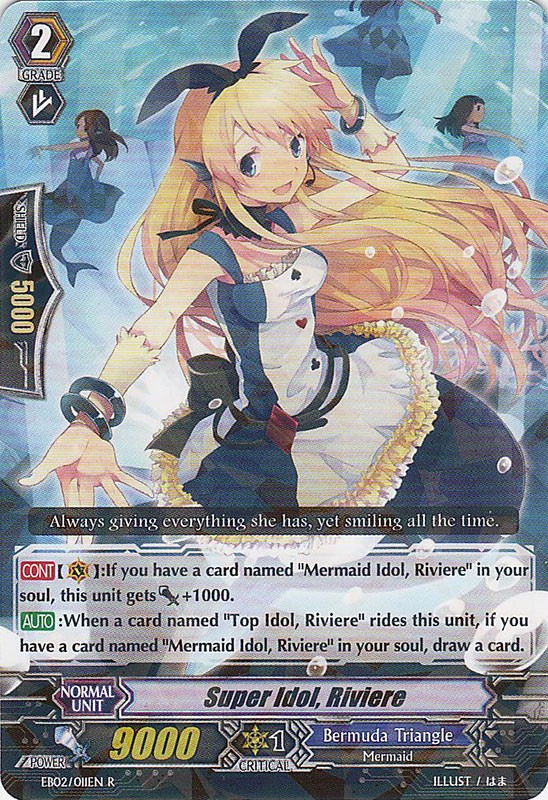 2
GRADE
SHIELD
5000
Always giving everything she has, yet smiling all the time.
CONT【 】:If you have a card named "Mermaid Idol, Riviere" in your
soul, this unit gets +1000.
AUTO:When a card named "Top Idol, Riviere" rides this unit, if you
have a card named "Mermaid Idol, Riviere" in your soul, draw a card.
NORMAL
UNIT
Super Idol, Riviere
POWER
9000
1
CRITICAL
Bermuda Triangle
Mermaid
EB02/011EN R
ILLUST / はま